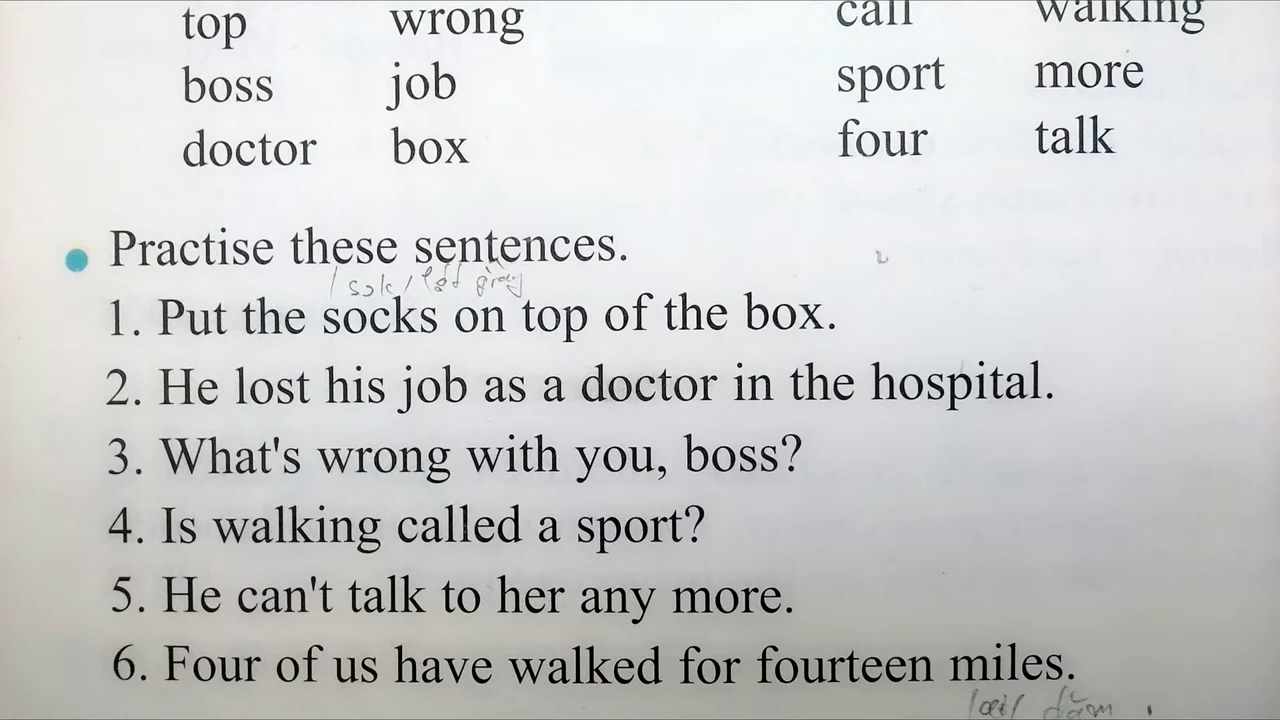 top wrong call walking
boss job sport more
doctor box four talk
Practise these sentences.
1. Put the socks on top of the box.
2. He lost his job as a doctor in the hospital.
3. What's wrong with you, boss?
4. Is walking called a sport?
5. He can't talk to her any more.
6. Four of us have walked for fourteen miles.
dăm